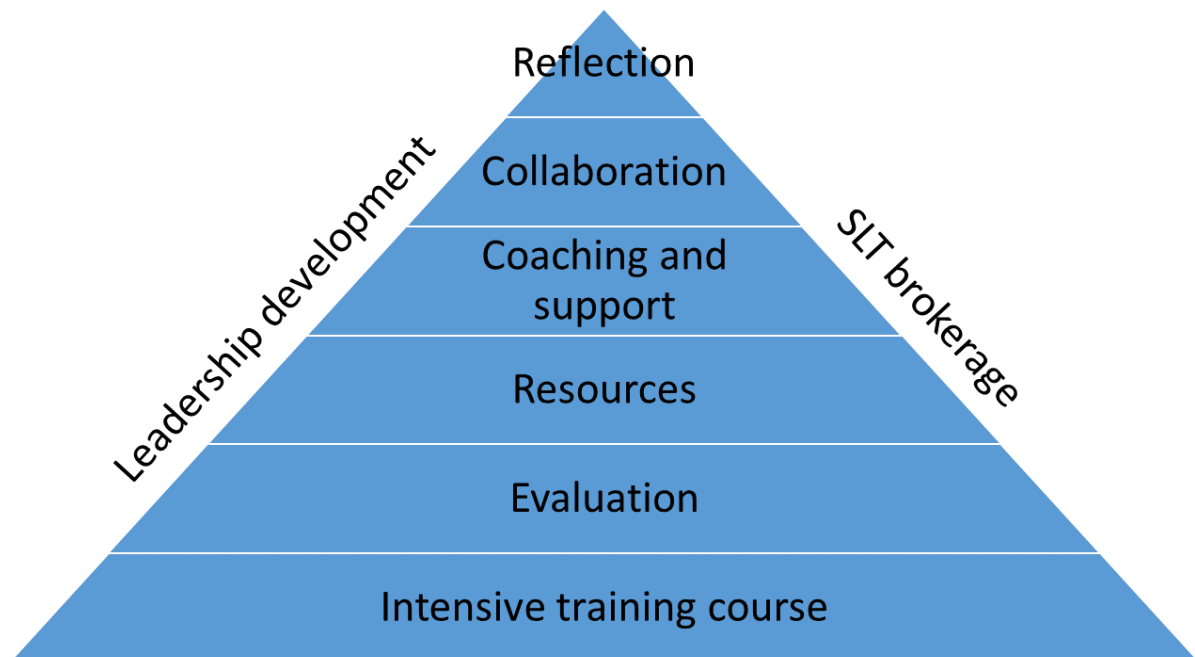 Reflection
Collaboration
Coaching and
support
Resources
Evaluation
Intensive training course
Leadership development
SLT brokerage